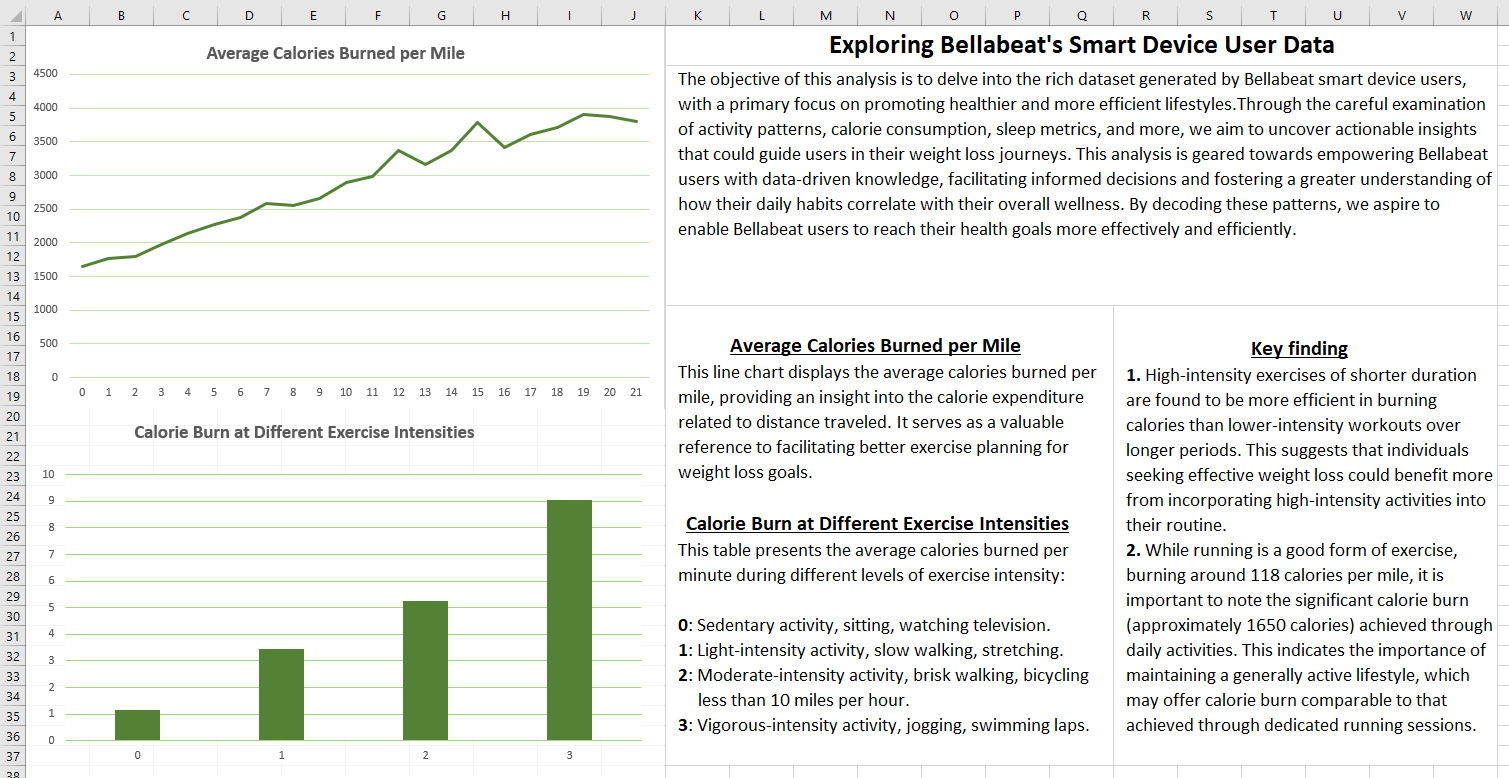 A B C D E F G H I J K L M N O P Q R S T U V W
1
2
3
4
5
6
7
8
9
10
11
12
13
14
15
16
17
18
19
20
21
22
23
24
25
26
27
28
29
30
31
32
33
34
35
36
37
38
Average Calories Burned per Mile
4500
4000
3500
3000
2500
2000
1500
1000
500
0
0 1 2 3 4 5 6 7 8 9 10 11 12 13 14 15 16 17 18 19 20 21
Calorie Burn at Different Exercise Intensities
10
9
8
7
6
5
4
3
2
1
0
0 1 2 3
Exploring Bellabeat's Smart Device User Data
The objective of this analysis is to delve into the rich dataset generated by Bellabeat smart device users,
with a primary focus on promoting healthier and more efficient lifestyles.Through the careful examination
of activity patterns, calorie consumption, sleep metrics, and more, we aim to uncover actionable insights
that could guide users in their weight loss journeys. This analysis is geared towards empowering Bellabeat
users with data-driven knowledge, facilitating informed decisions and fostering a greater understanding of
how their daily habits correlate with their overall wellness. By decoding these patterns, we aspire to
enable Bellabeat users to reach their health goals more effectively and efficiently.
Average Calories Burned per Mile
This line chart displays the average calories burned per
mile, providing an insight into the calorie expenditure
related to distance traveled. It serves as a valuable
reference to facilitating better exercise planning for
weight loss goals.
Calorie Burn at Different Exercise Intensities
This table presents the average calories burned per
minute during different levels of exercise intensity:
0: Sedentary activity, sitting, watching television.
1: Light-intensity activity, slow walking, stretching.
2: Moderate-intensity activity, brisk walking, bicycling
less than 10 miles per hour.
3: Vigorous-intensity activity, jogging, swimming laps.
Key finding
1. High-intensity exercises of shorter duration
are found to be more efficient in burning
calories than lower-intensity workouts over
longer periods. This suggests that individuals
seeking effective weight loss could benefit more
from incorporating high-intensity activities into
their routine.
2. While running is a good form of exercise,
burning around 118 calories per mile, it is
important to note the significant calorie burn
(approximately 1650 calories) achieved through
daily activities. This indicates the importance of
maintaining a generally active lifestyle, which
may offer calorie burn comparable to that
achieved through dedicated running sessions.